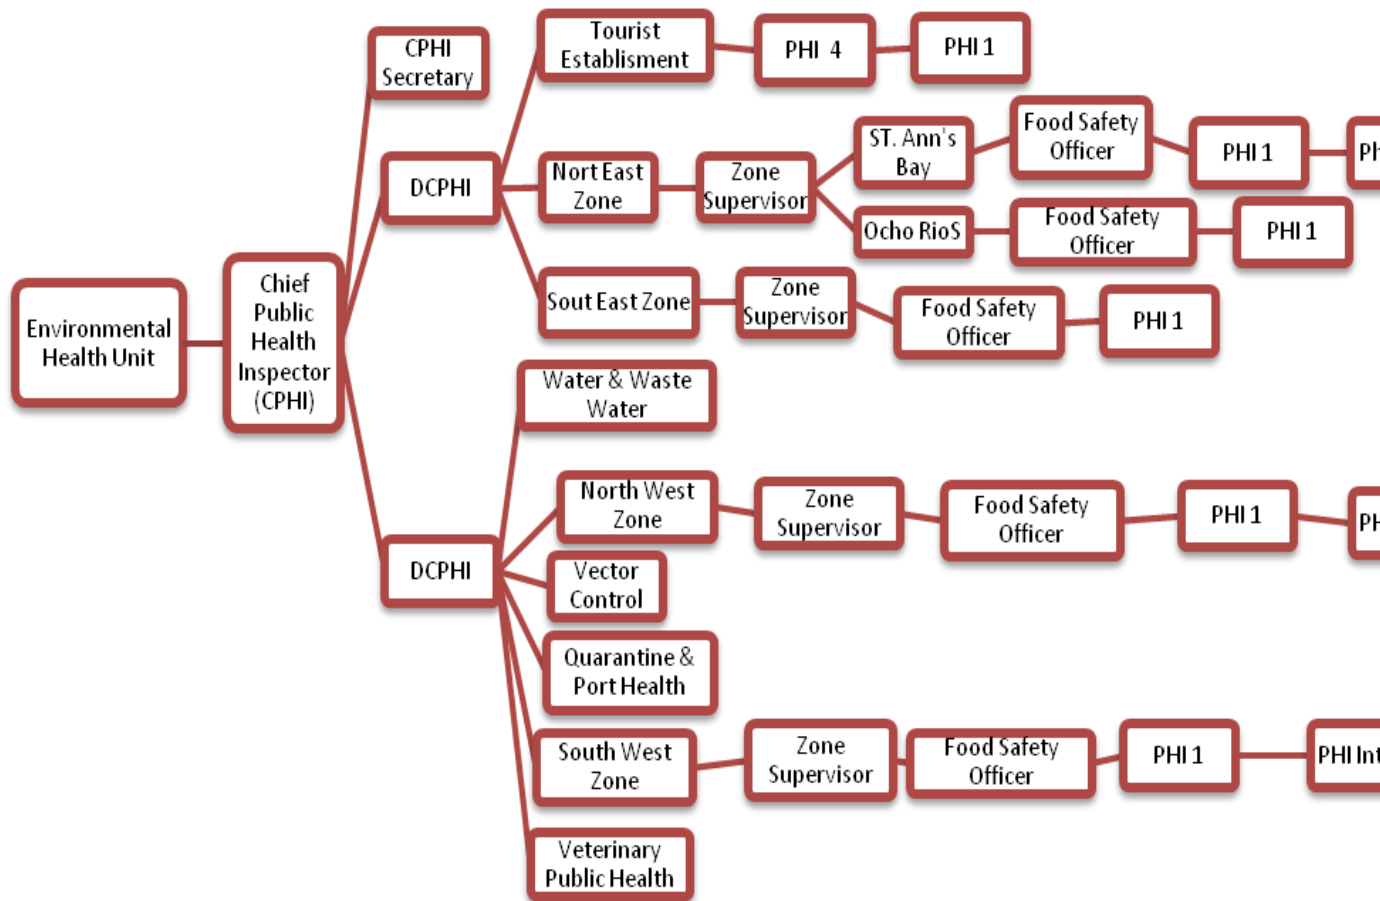 CPHI
Secretary
Tourist
Establisment
PHI 4
PHI 1
DCPHI
Nort East
Zone
Zone
Supervisor
ST. Ann's
Bay
Food Safety
Officer
PHI 1
Ph
Ocho RioS
Food Safety
Officer
PHI 1
Sout East Zone
Zone
Supervisor
Food Safety
Officer
PHI 1
Environmental
Health Unit
Chief
Public
Health
Inspector
(CPHI)
DCPHI
Water & Waste
Water
North West
Zone
Zone
Supervisor
Food Safety
Officer
PHI 1
PH
Vector
Control
Quarantine &
Port Health
South West
Zone
Zone
Supervisor
Food Safety
Officer
PHI 1
PHI Int
Veterinary
Public Health